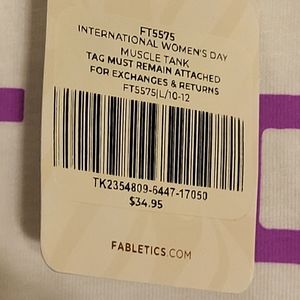 FT5575
INTERNATIONAL WOMEN'S DAY
MUSCLE TANK
TAG MUST REMAIN ATTACHED
FOR EXCHANGES & RETURNS
FT5575|L/10-12
TK2354809-6447-17050
$34.95
FABLETICS.COM